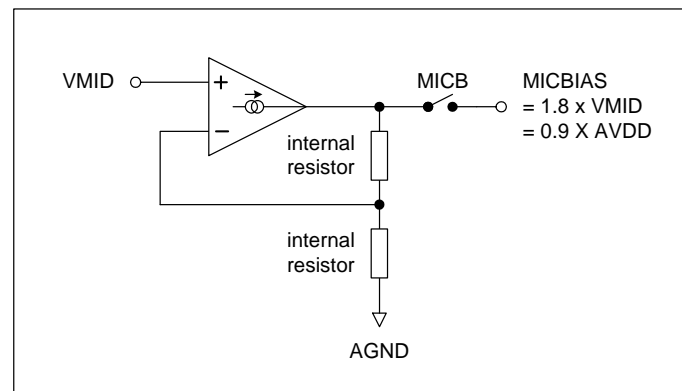 VMID
MICB
MICBIAS
= 1.8 x VMID
= 0.9 X AVDD
internal
resistor
internal
resistor
AGND